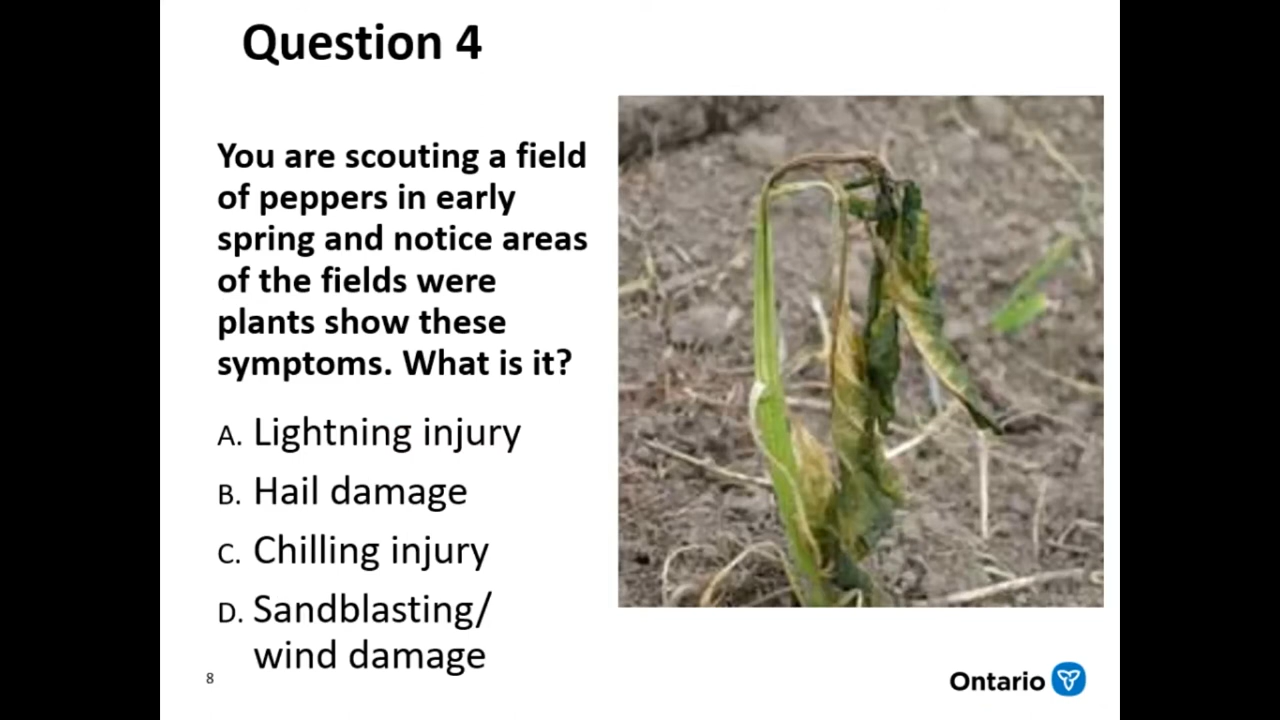 Question 4
You are scouting a field
of peppers in early
spring and notice areas
of the fields were
plants show these
symptoms. What is it?
A. Lightning injury
B. Hail damage
C. Chilling injury
D. Sandblasting/
wind damage
8
Ontario